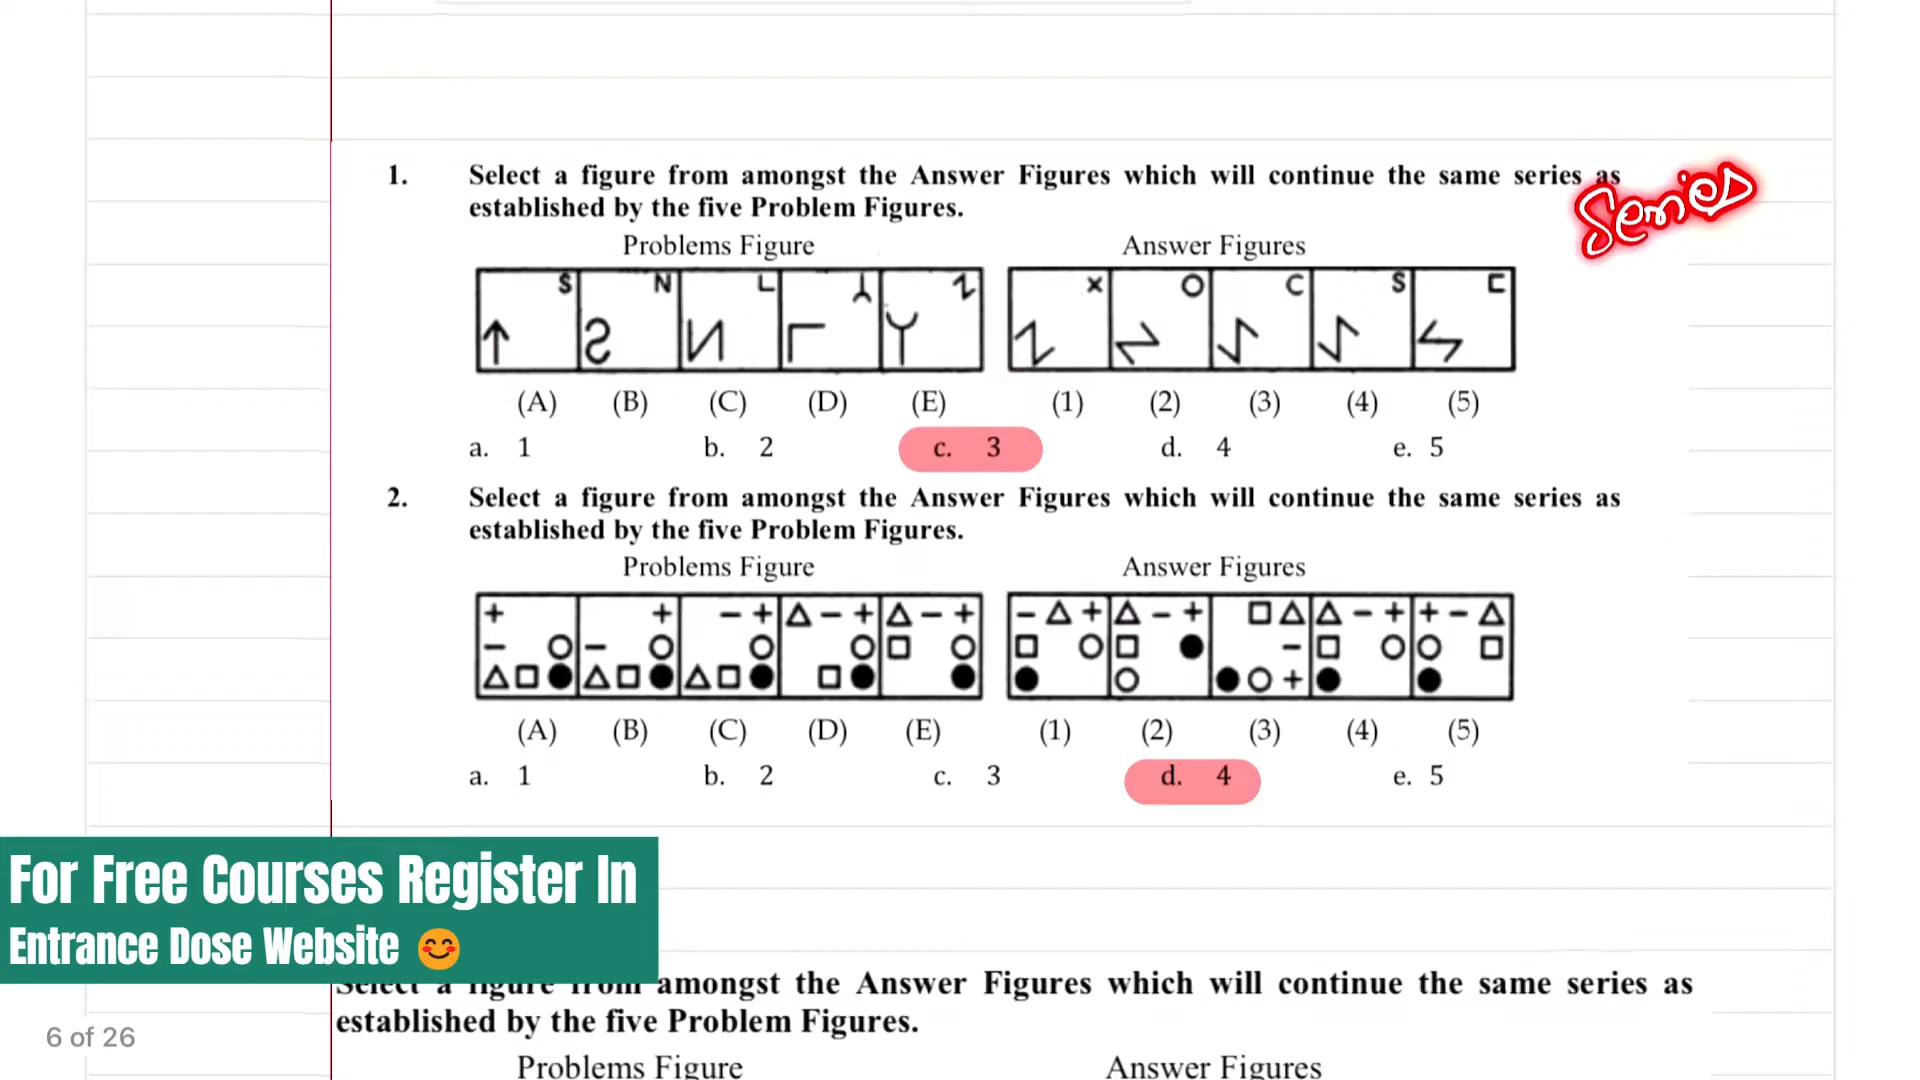 1. Select a figure from amongst the Answer Figures which will continue the same series as
established by the five Problem Figures.
Series
Problems Figure Answer Figures
S N L X O C S C
(A) (B) (C) (D) (E) (1) (2) (3) (4) (5)
a. 1 b. 2 c. 3 d. 4 e. 5
2. Select a figure from amongst the Answer Figures which will continue the same series as
established by the five Problem Figures.
Problems Figure Answer Figures
(A) (B) (C) (D) (E) (1) (2) (3) (4) (5)
a. 1 b. 2 c. 3 d. 4 e. 5
For Free Courses Register In
Entrance Dose Website 😊
Select a figure from amongst the Answer Figures which will continue the same series as
established by the five Problem Figures.
6 of 26
Problems Figure Answer Figures